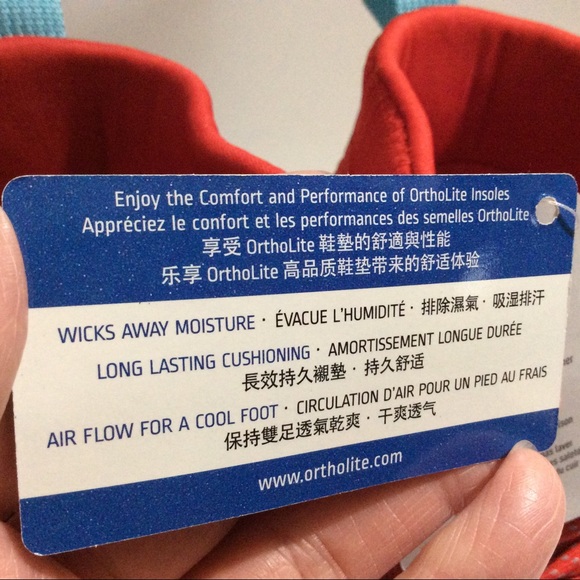 Enjoy the Comfort and Performance of OrthoLite Insoles
Appréciez le confort et les performances des semelles OrthoLite
享受 OrthoLite 鞋墊的舒適與性能
乐享 OrthoLite 高品质鞋垫带来的舒适体验
WICKS AWAY MOISTURE · ÉVACUE L'HUMIDITÉ · 排除濕氣 · 吸湿排汗
LONG LASTING CUSHIONING · AMORTISSEMENT LONGUE DURÉE
長效持久襯墊 · 持久舒适
AIR FLOW FOR A COOL FOOT · CIRCULATION D'AIR POUR UN PIED AU FRAIS
保持雙足透氣乾爽 · 干爽透气
www.ortholite.com